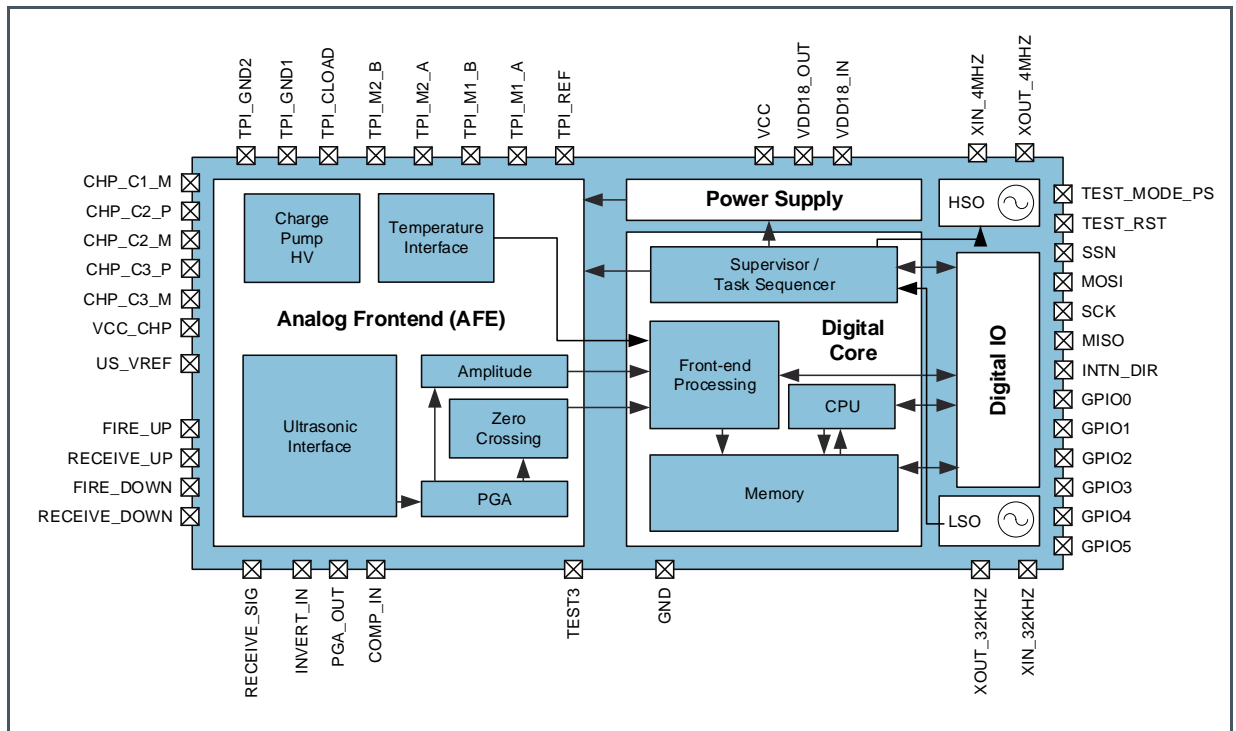 TPI_GND2
TPI_GND1
TPI_CLOAD
TPI_M2_B
TPI_M2_A
TPI_M1_B
TPI_M1_A
TPI_REF
VCC
VDD18_OUT
VDD18_IN
XIN_4MHZ
XOUT_4MHZ
CHP_C1_M
CHP_C2_P
CHP_C2_M
CHP_C3_P
CHP_C3_M
VCC_CHP
US_VREF
FIRE_UP
RECEIVE_UP
FIRE_DOWN
RECEIVE_DOWN
Charge
Pump
HV
Temperature
Interface
Analog Frontend (AFE)
Amplitude
Zero
Crossing
Ultrasonic
Interface
PGA
Power Supply
HSO
Supervisor /
Task Sequencer
Digital
Core
Front-end
Processing
CPU
Memory
Digital IO
LSO
TEST_MODE_PS
TEST_RST
SSN
MOSI
SCK
MISO
INTN_DIR
GPIO0
GPIO1
GPIO2
GPIO3
GPIO4
GPIO5
RECEIVE_SIG
INVERT_IN
PGA_OUT
COMP_IN
TEST3
GND
XOUT_32KHZ
XIN_32KHZ